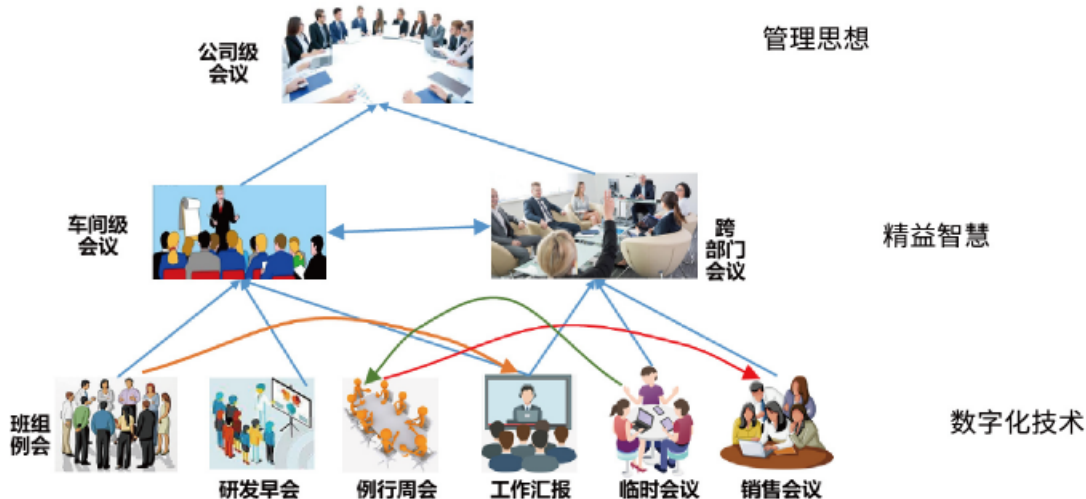 公司级
会议
管理思想
车间级
会议
跨
部门
会议
精益智慧
班组
例会
研发早会
例行周会
工作汇报
临时会议
销售会议
数字化技术